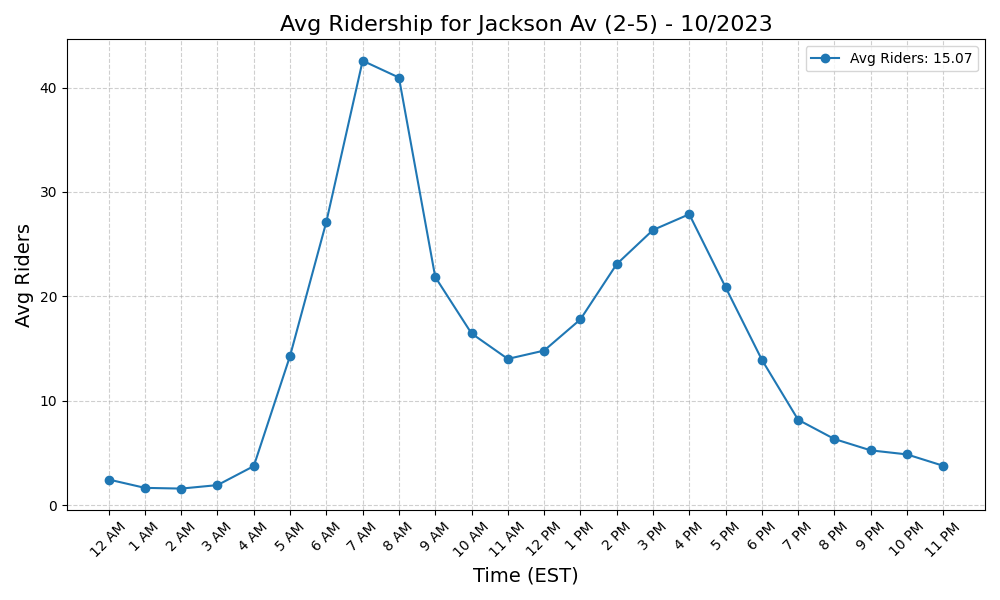 Avg Ridership for Jackson Av (2-5) - 10/2023
Avg Riders: 15.07
Avg Riders
40
30
20
10
0
12 AM 1 AM 2 AM 3 AM 4 AM 5 AM 6 AM 7 AM 8 AM 9 AM 10 AM 11 AM 12 PM 1 PM 2 PM 3 PM 4 PM 5 PM 6 PM 7 PM 8 PM 9 PM 10 PM 11 PM
Time (EST)